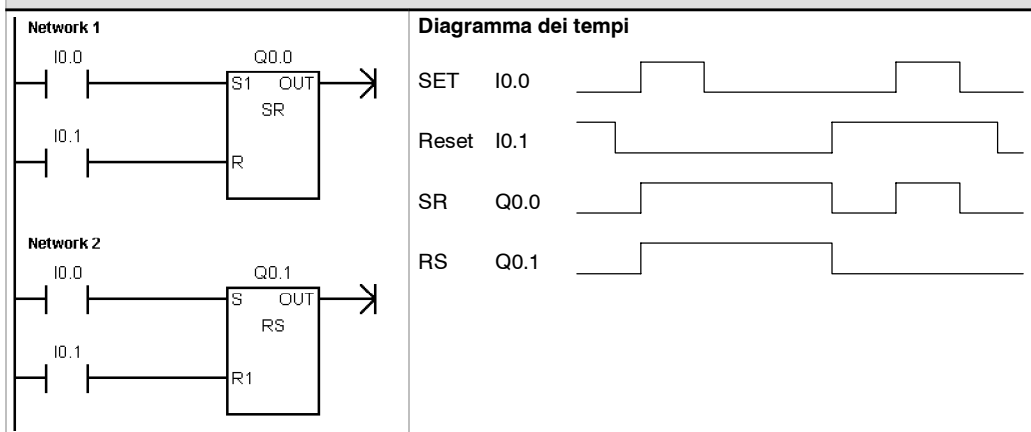 Network 1
I0.0
Q0.0
S1 OUT
SR
I0.1
R
Network 2
I0.0
Q0.1
S OUT
RS
I0.1
R1
Diagramma dei tempi
SET I0.0
Reset I0.1
SR Q0.0
RS Q0.1